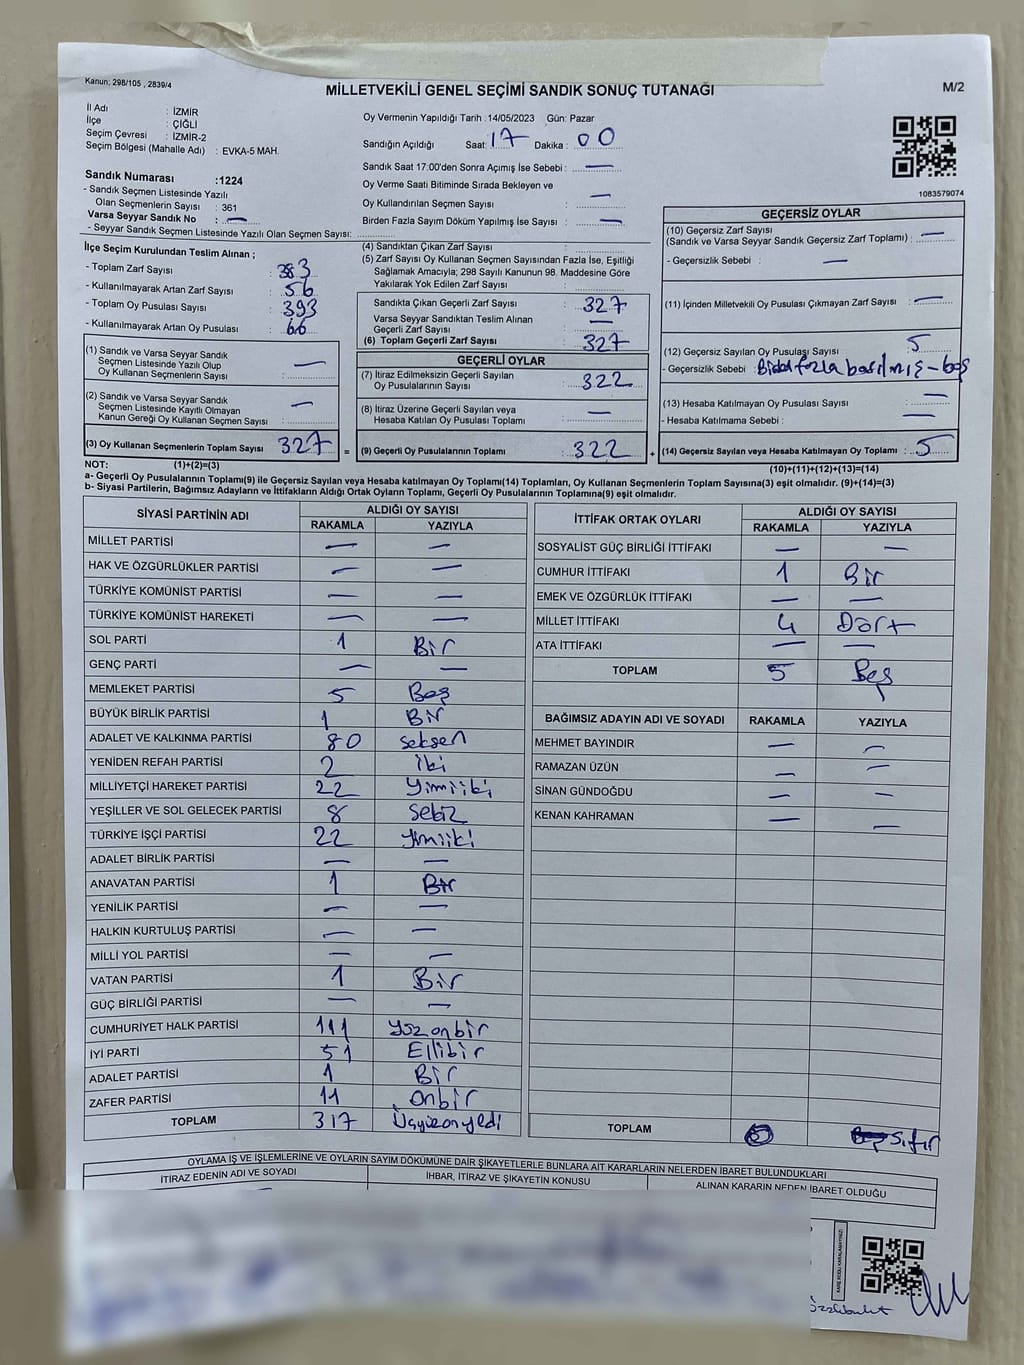 Kanun: 298/105 , 2839/4
MİLLETVEKİLİ GENEL SEÇİMİ SANDIK SONUÇ TUTANAĞI
M/2
İl Adı : İZMİR
İlçe : ÇİĞLİ
Seçim Çevresi : İZMİR-2
Seçim Bölgesi (Mahalle Adı) : EVKA-5 MAH.
Oy Vermenin Yapıldığı Tarih : 14/05/2023 Gün: Pazar
Sandığın Açıldığı Saat: 17 Dakika : 00
Sandık Saat 17:00'den Sonra Açımış İse Sebebi : —
Oy Verme Saati Bitiminde Sırada Bekleyen ve
Oy Kullandırılan Seçmen Sayısı : —
Birden Fazla Sayım Döküm Yapılmış İse Sayısı : —
1083579074
Sandık Numarası :1224
- Sandık Seçmen Listesinde Yazılı
Olan Seçmenlerin Sayısı : 361
Varsa Seyyar Sandık No : —
- Seyyar Sandık Seçmen Listesinde Yazılı Olan Seçmen Sayısı:
İlçe Seçim Kurulundan Teslim Alınan ;
- Toplam Zarf Sayısı : 383
- Kullanılmayarak Artan Zarf Sayısı : 56
- Toplam Oy Pusulası Sayısı : 393
- Kullanılmayarak Artan Oy Pusulası : 66
(1) Sandık ve Varsa Seyyar Sandık
Seçmen Listesinde Yazılı Olup
Oy Kullanan Seçmenlerin Sayısı : —
(2) Sandık ve Varsa Seyyar Sandık
Seçmen Listesinde Kayıtlı Olmayan
Kanun Gereği Oy Kullanan Seçmen Sayısı : —
(3) Oy Kullanan Seçmenlerin Toplam Sayısı : 327 =
(4) Sandıktan Çıkan Zarf Sayısı :
(5) Zarf Sayısı Oy Kullanan Seçmen Sayısından Fazla İse, Eşitliği
Sağlamak Amacıyla; 298 Sayılı Kanunun 98. Maddesine Göre
Yakılarak Yok Edilen Zarf Sayısı :
Sandıkta Çıkan Geçerli Zarf Sayısı : 327
Varsa Seyyar Sandıktan Teslim Alınan
Geçerli Zarf Sayısı : —
(6) Toplam Geçerli Zarf Sayısı : 327
GEÇERLİ OYLAR
(7) İtiraz Edilmeksizin Geçerli Sayılan
Oy Pusulalarının Sayısı : 322
(8) İtiraz Üzerine Geçerli Sayılan veya
Hesaba Katılan Oy Pusulası Toplamı : —
(9) Geçerli Oy Pusulalarının Toplamı : 322 +
GEÇERSİZ OYLAR
(10) Geçersiz Zarf Sayısı
(Sandık ve Varsa Seyyar Sandık Geçersiz Zarf Toplamı) : —
- Geçersizlik Sebebi : —
(11) İçinden Milletvekili Oy Pusulası Çıkmayan Zarf Sayısı : —
(12) Geçersiz Sayılan Oy Pusulası Sayısı : 5
- Geçersizlik Sebebi : fazla basılmış - boş
(13) Hesaba Katılmayan Oy Pusulası Sayısı : —
- Hesaba Katılmama Sebebi : —
(14) Geçersiz Sayılan veya Hesaba Katılmayan Oy Toplamı : 5
NOT: (1)+(2)=(3)
(10)+(11)+(12)+(13)=(14)
a- Geçerli Oy Pusulalarının Toplamı(9) ile Geçersiz Sayılan veya Hesaba katılmayan Oy Toplamı(14) Toplamları, Oy Kullanan Seçmenlerin Toplam Sayısına(3) eşit olmalıdır. (9)+(14)=(3)
b- Siyasi Partilerin, Bağımsız Adayların ve İttifakların Aldığı Ortak Oyların Toplamı, Geçerli Oy Pusulalarının Toplamına(9) eşit olmalıdır.
SİYASİ PARTİNİN ADI ALDIĞI OY SAYISI
RAKAMLA YAZIYLA
MİLLET PARTİSİ — —
HAK VE ÖZGÜRLÜKLER PARTİSİ — —
TÜRKİYE KOMÜNİST PARTİSİ — —
TÜRKİYE KOMÜNİST HAREKETİ — —
SOL PARTİ 1 Bir
GENÇ PARTİ — —
MEMLEKET PARTİSİ 5 Beş
BÜYÜK BİRLİK PARTİSİ 1 Bir
ADALET VE KALKINMA PARTİSİ 80 seksen
YENİDEN REFAH PARTİSİ 2 iki
MİLLİYETÇİ HAREKET PARTİSİ 22 Yirmiiki
YEŞİLLER VE SOL GELECEK PARTİSİ 8 Sekiz
TÜRKİYE İŞÇİ PARTİSİ 22 Yirmiiki
ADALET BİRLİK PARTİSİ — —
ANAVATAN PARTİSİ 1 Bir
YENİLİK PARTİSİ — —
HALKIN KURTULUŞ PARTİSİ — —
MİLLİ YOL PARTİSİ — —
VATAN PARTİSİ 1 Bir
GÜÇ BİRLİĞİ PARTİSİ — —
CUMHURİYET HALK PARTİSİ 111 Yüz onbir
İYİ PARTİ 51 Ellibir
ADALET PARTİSİ 1 Bir
ZAFER PARTİSİ 11 Onbir
TOPLAM 317 Üçyüzonyedi
İTTİFAK ORTAK OYLARI ALDIĞI OY SAYISI
RAKAMLA YAZIYLA
SOSYALİST GÜÇ BİRLİĞİ İTTİFAKI — —
CUMHUR İTTİFAKI 1 Bir
EMEK VE ÖZGÜRLÜK İTTİFAKI — —
MİLLET İTTİFAKI 4 Dört
ATA İTTİFAKI — —
TOPLAM 5 Beş
BAĞIMSIZ ADAYIN ADI VE SOYADI RAKAMLA YAZIYLA
MEHMET BAYINDIR — —
RAMAZAN ÜZÜN — —
SİNAN GÜNDOĞDU — —
KENAN KAHRAMAN — —
TOPLAM Sıfır
OYLAMA İŞ VE İŞLEMLERİNE VE OYLARIN SAYIM DÖKÜMÜNE DAİR ŞİKAYETLERLE BUNLARA AİT KARARLARIN NELERDEN İBARET BULUNDUKLARI
İTİRAZ EDENİN ADI VE SOYADI İHBAR, İTİRAZ VE ŞİKAYETİN KONUSU ALINAN KARARIN NEDEN İBARET OLDUĞU